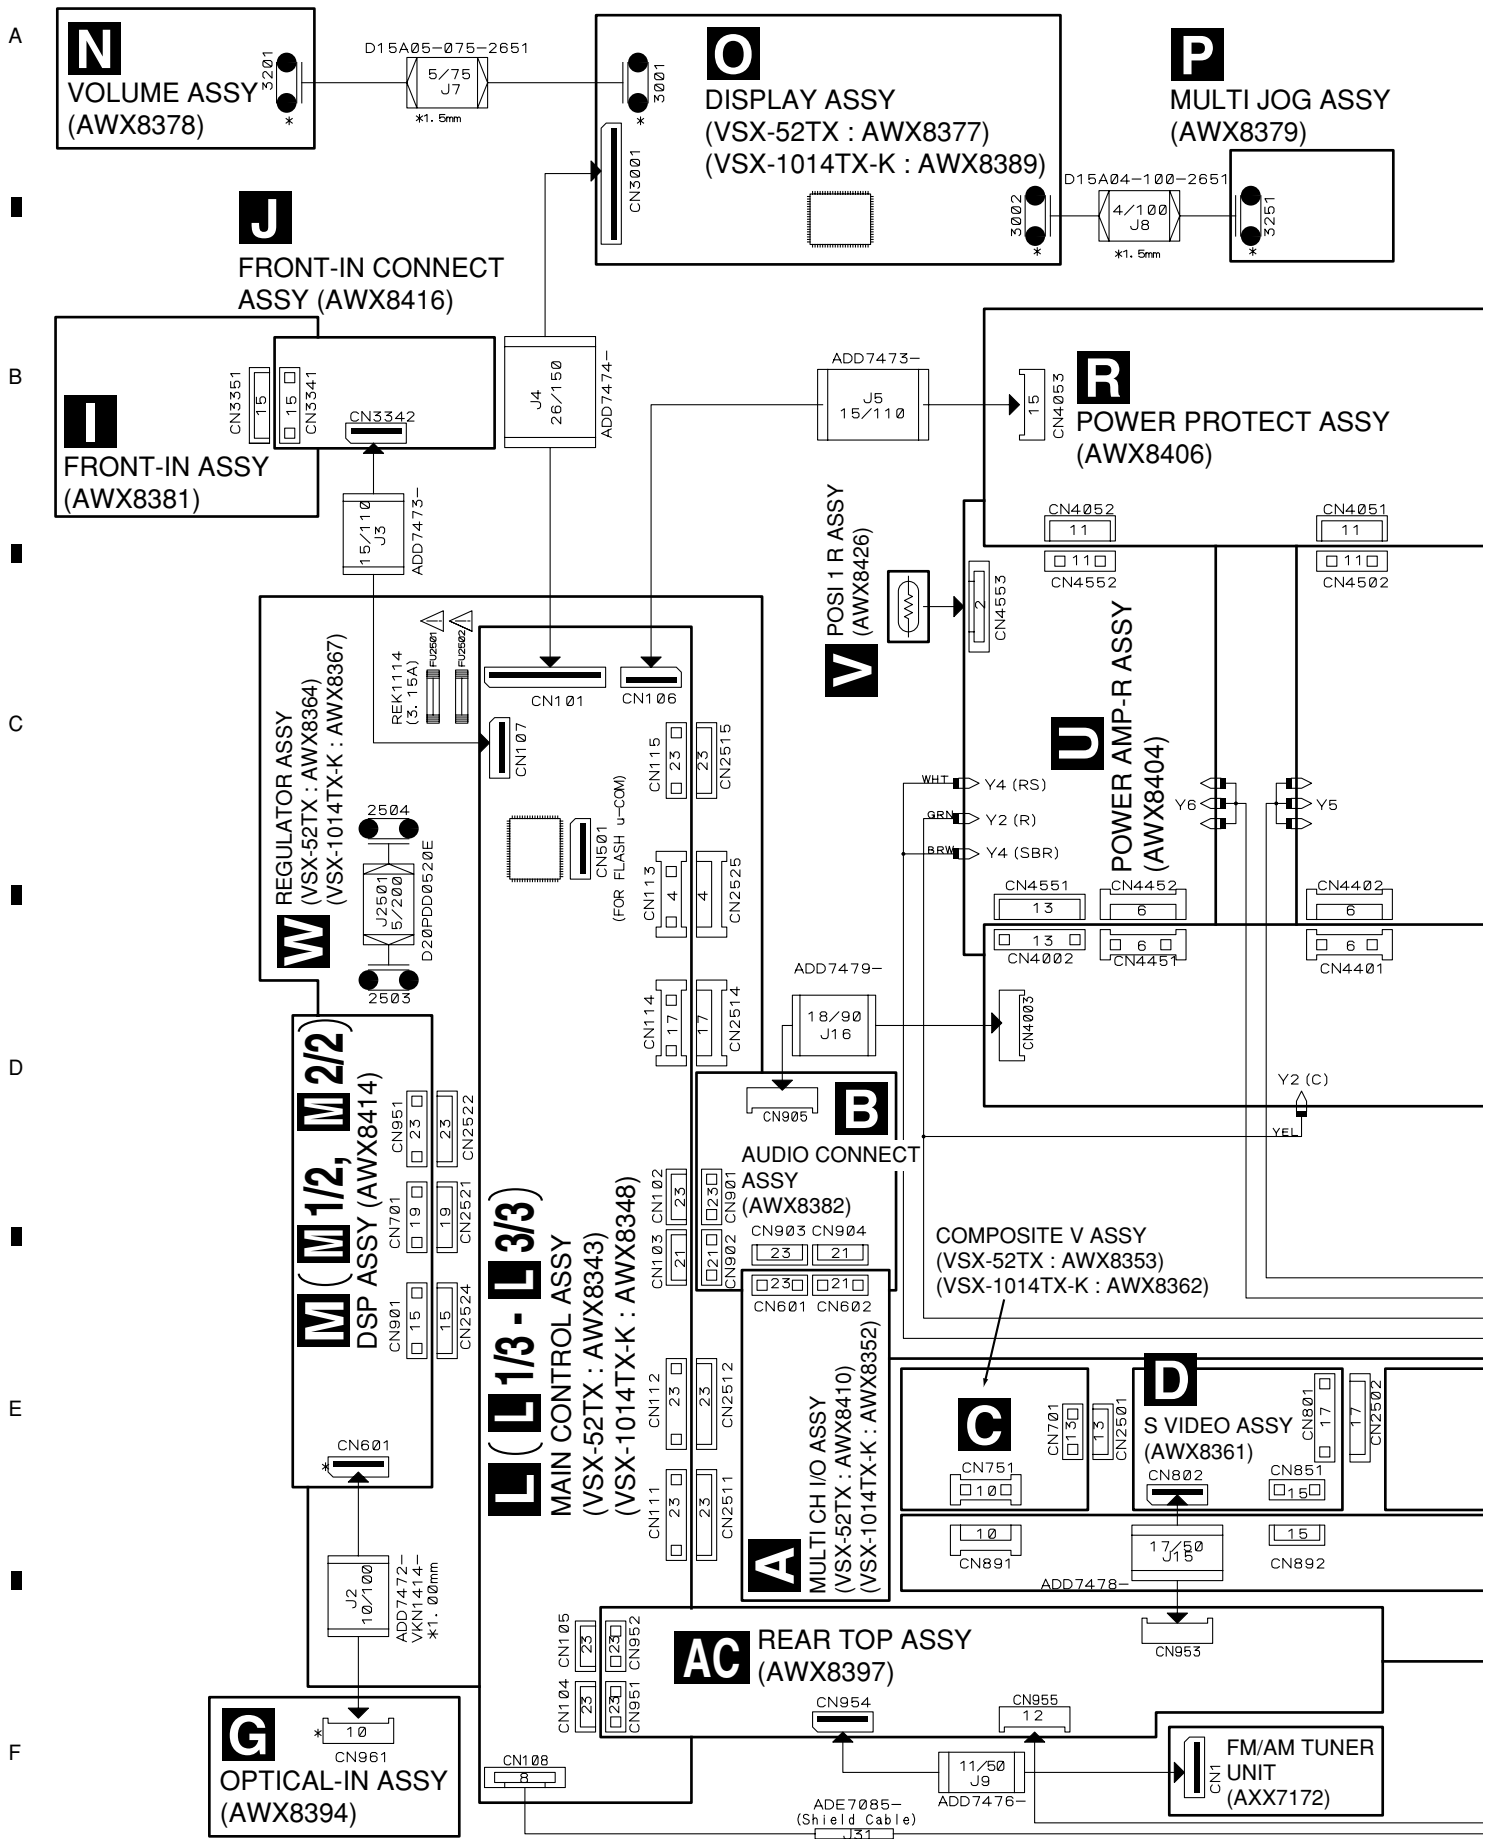 A
N
VOLUME ASSY
(AWX8378)
3201
*
D15A05-075-2651
5/75
J7
*1.5mm
3001
*
CN3001
O
DISPLAY ASSY
(VSX-52TX : AWX8377)
(VSX-1014TX-K : AWX8389)
3002
*
D15A04-100-2651
4/100
J8
*1.5mm
P
MULTI JOG ASSY
(AWX8379)
3251
*
J
FRONT-IN CONNECT
ASSY (AWX8416)
B
I
FRONT-IN ASSY
(AWX8381)
CN3351
15
15
CN3341
CN3342
15/110
J3
ADD7473-
J4
26/150
ADD7474-
ADD7473-
J5
15/110
15
CN4053
R
POWER PROTECT ASSY
(AWX8406)
CN4052
11
11
CN4552
CN4051
11
11
CN4502
V
POSI 1 R ASSY
(AWX8426)
2
CN4553
C
W
REGULATOR ASSY
(VSX-52TX : AWX8364)
(VSX-1014TX-K : AWX8367)
REK1114
(3.15A)
FU2501
FU2502
CN101
CN106
CN107
CN115
23
23
CN2515
CN501
(FOR FLASH u-COM)
CN113
4
4
CN2525
2504
J2501
5/200
D20PDD0520E
2503
CN114
17
17
CN2514
U
POWER AMP-R ASSY
(AWX8404)
WHT
Y4 (RS)
GRN
Y2 (R)
BRW
Y4 (SBR)
Y6
Y5
CN4551
13
13
CN4002
CN4452
6
6
CN4451
CN4402
6
6
CN4401
ADD7479-
18/90
J16
CN4003
D
Y2 (C)
YEL
M ( M 1/2, M 2/2)
DSP ASSY (AWX8414)
CN951
23
23
CN2522
CN701
19
19
CN2521
CN901
15
15
CN2524
L ( L 1/3 - L 3/3)
MAIN CONTROL ASSY
(VSX-52TX : AWX8343)
(VSX-1014TX-K : AWX8348)
CN905
B
AUDIO CONNECT
ASSY
(AWX8382)
CN102
23
23
CN901
CN103
21
21
CN902
CN903
23
CN904
21
23
CN601
21
CN602
COMPOSITE V ASSY
(VSX-52TX : AWX8353)
(VSX-1014TX-K : AWX8362)
E
CN112
23
23
CN2512
CN111
23
23
CN2511
A
MULTI CH I/O ASSY
(VSX-52TX : AWX8410)
(VSX-1014TX-K : AWX8352)
C
CN701
13
13
CN2501
CN751
10
10
CN891
D
S VIDEO ASSY
(AWX8361)
CN801
17
17
CN2502
CN802
CN851
15
15
CN892
17/50
J15
ADD7478-
CN953
CN601
*
J2
10/100
ADD7472-
VKN1414-
*1.00mm
CN105
23
23
CN952
CN104
23
23
CN951
AC
REAR TOP ASSY
(AWX8397)
CN954
CN955
12
F
G
OPTICAL-IN ASSY
(AWX8394)
*
10
CN961
CN108
8
11/50
J9
ADD7476-
CN1
FM/AM TUNER
UNIT
(AXX7172)
ADE7085-
(Shield Cable)
J31